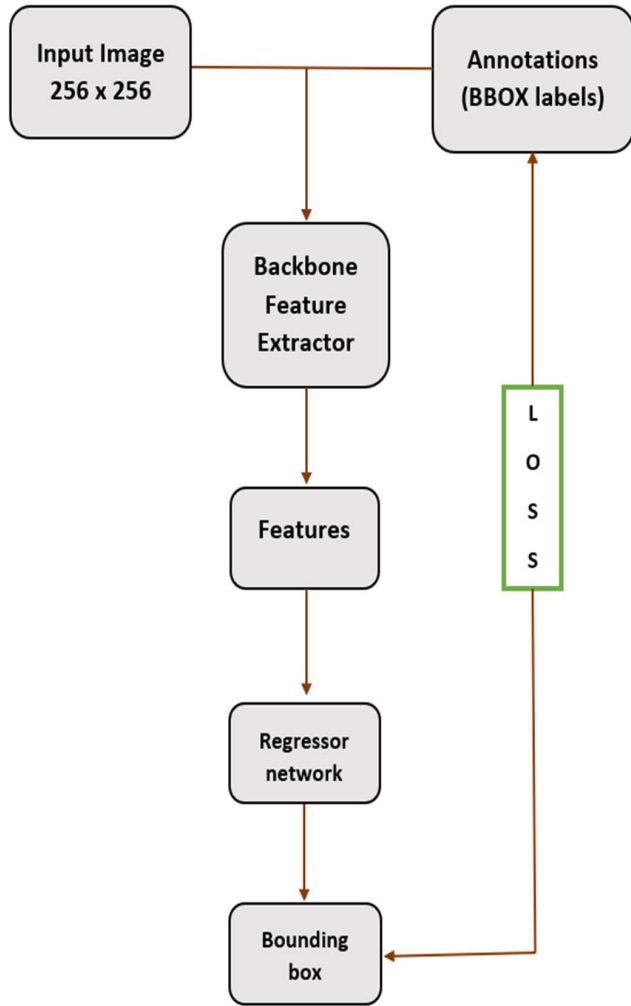 Input Image
256 x 256
Annotations
(BBOX labels)
Backbone
Feature
Extractor
L
O
S
S
Features
Regressor
network
Bounding
box